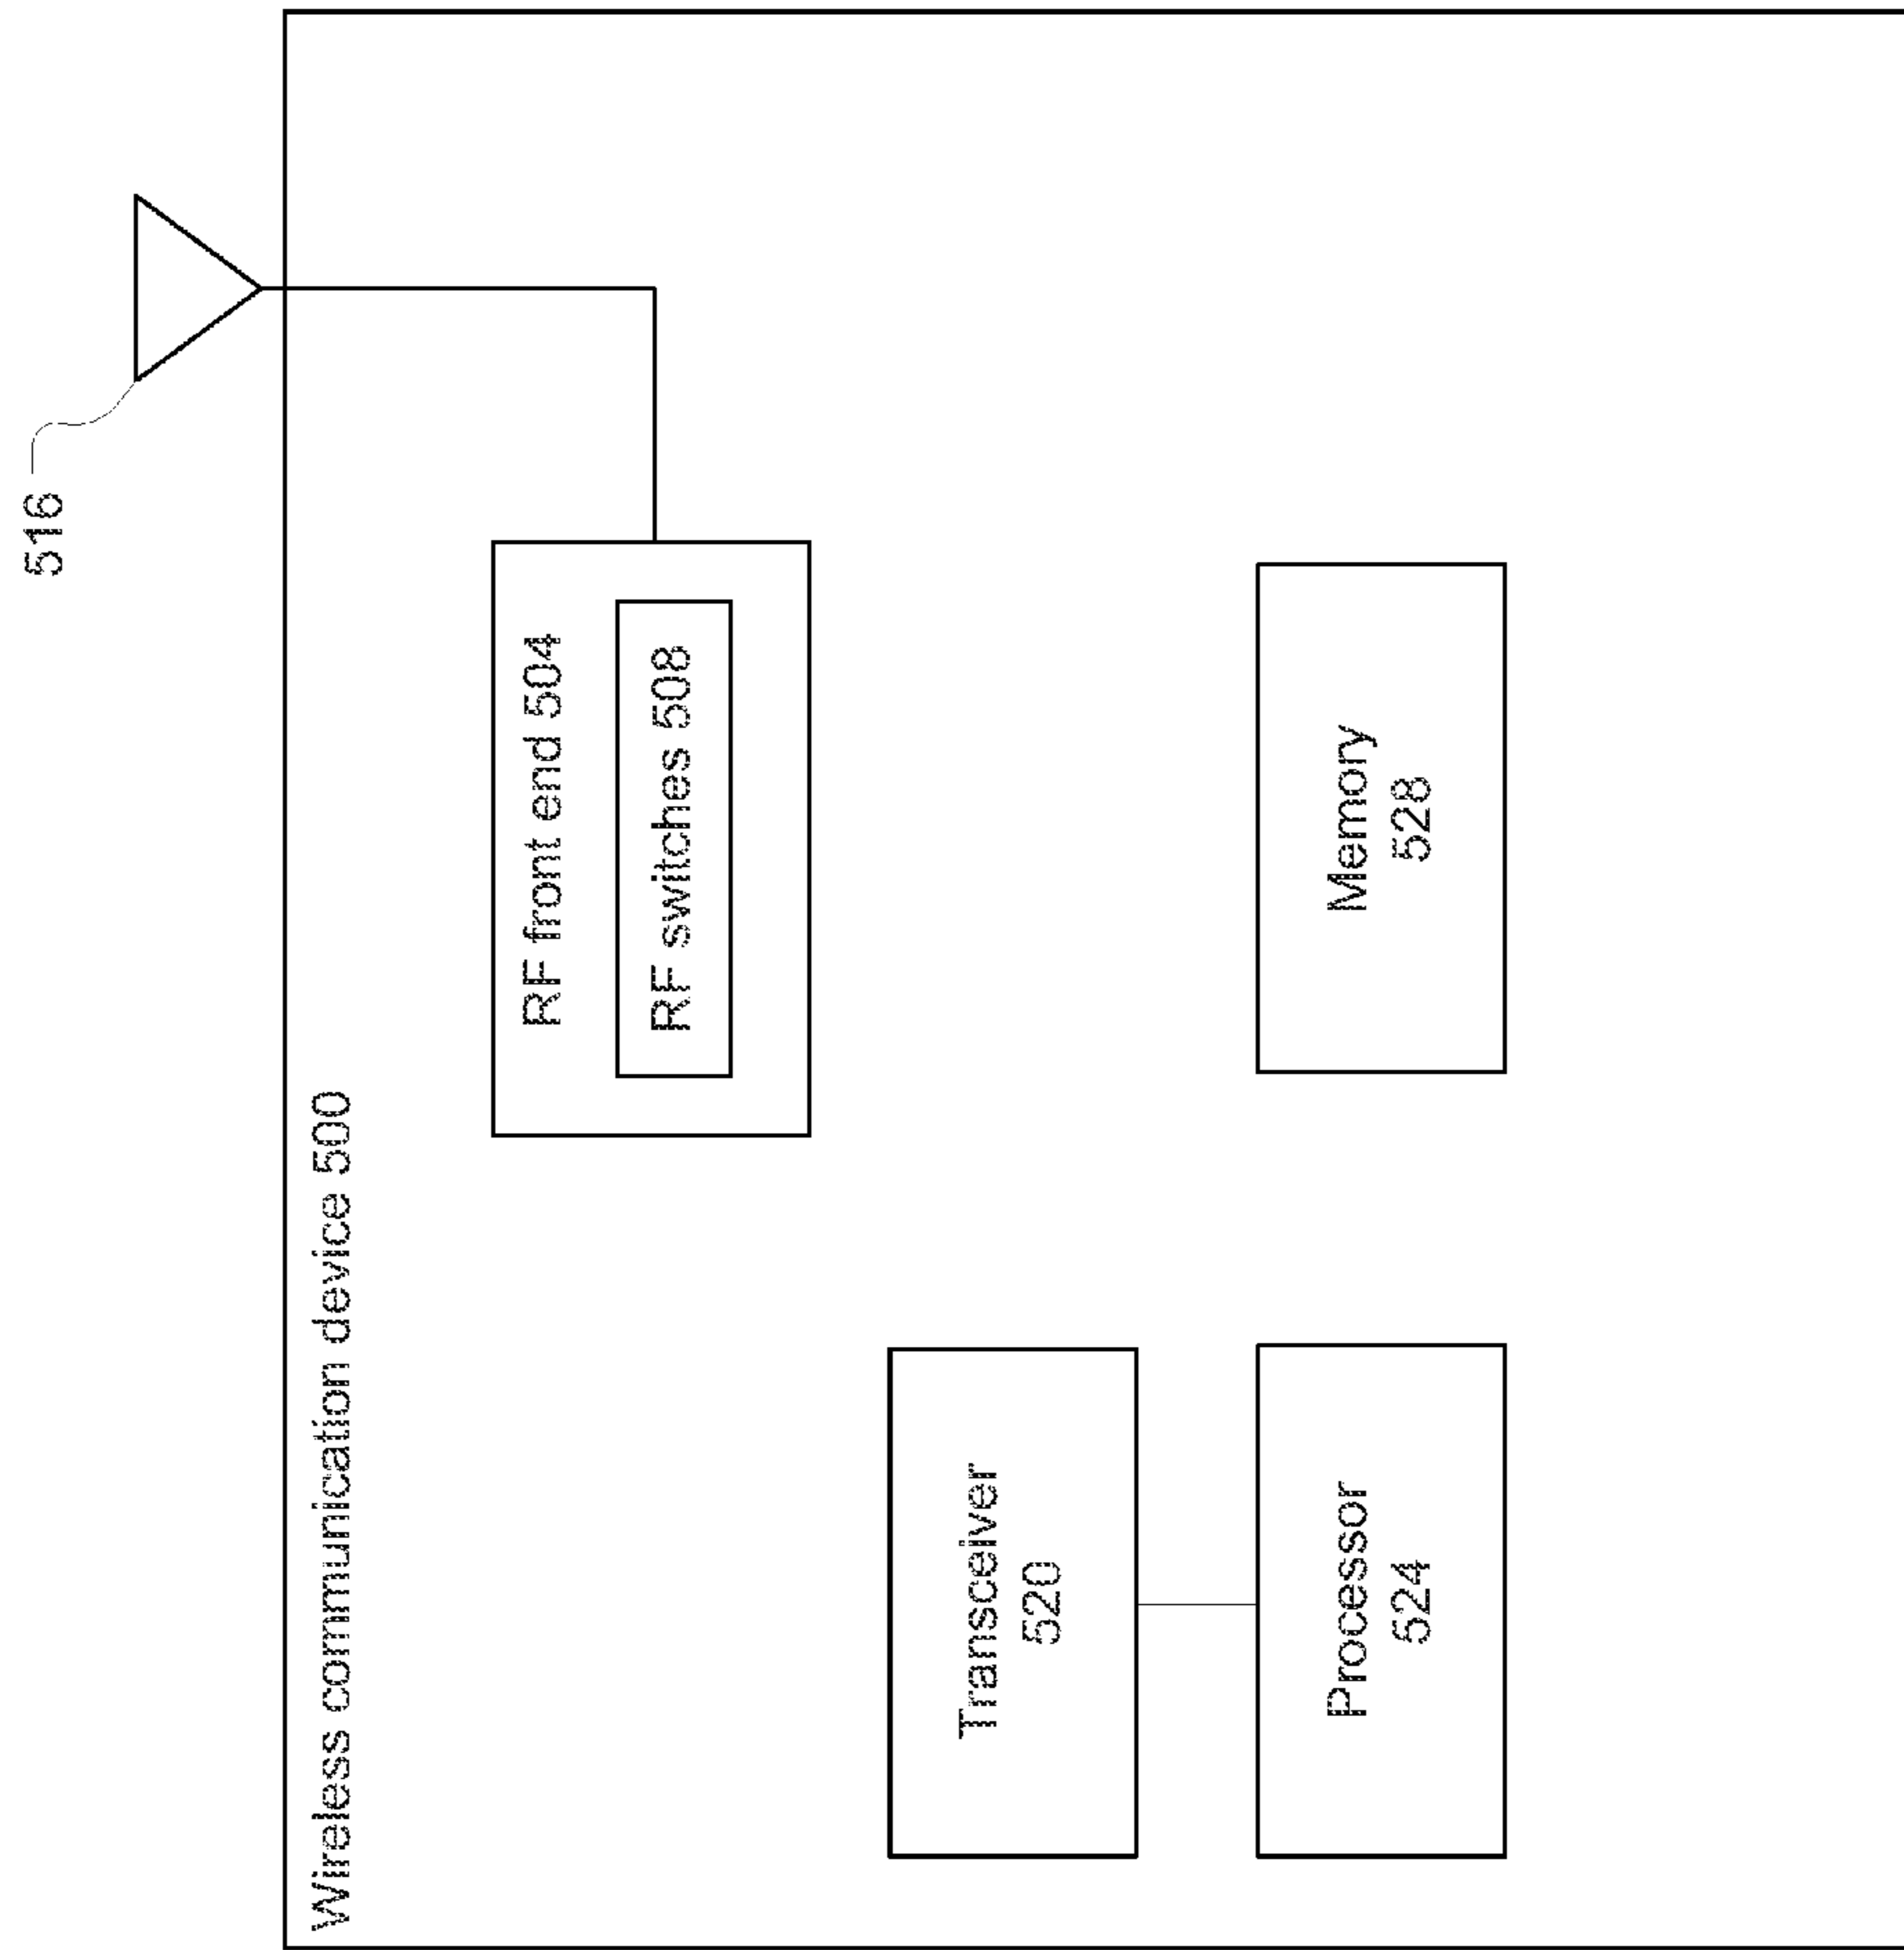 516
Wireless communication device 500
RF front end 504
RF switches 508
Transceiver
520
Processor
524
Memory
528